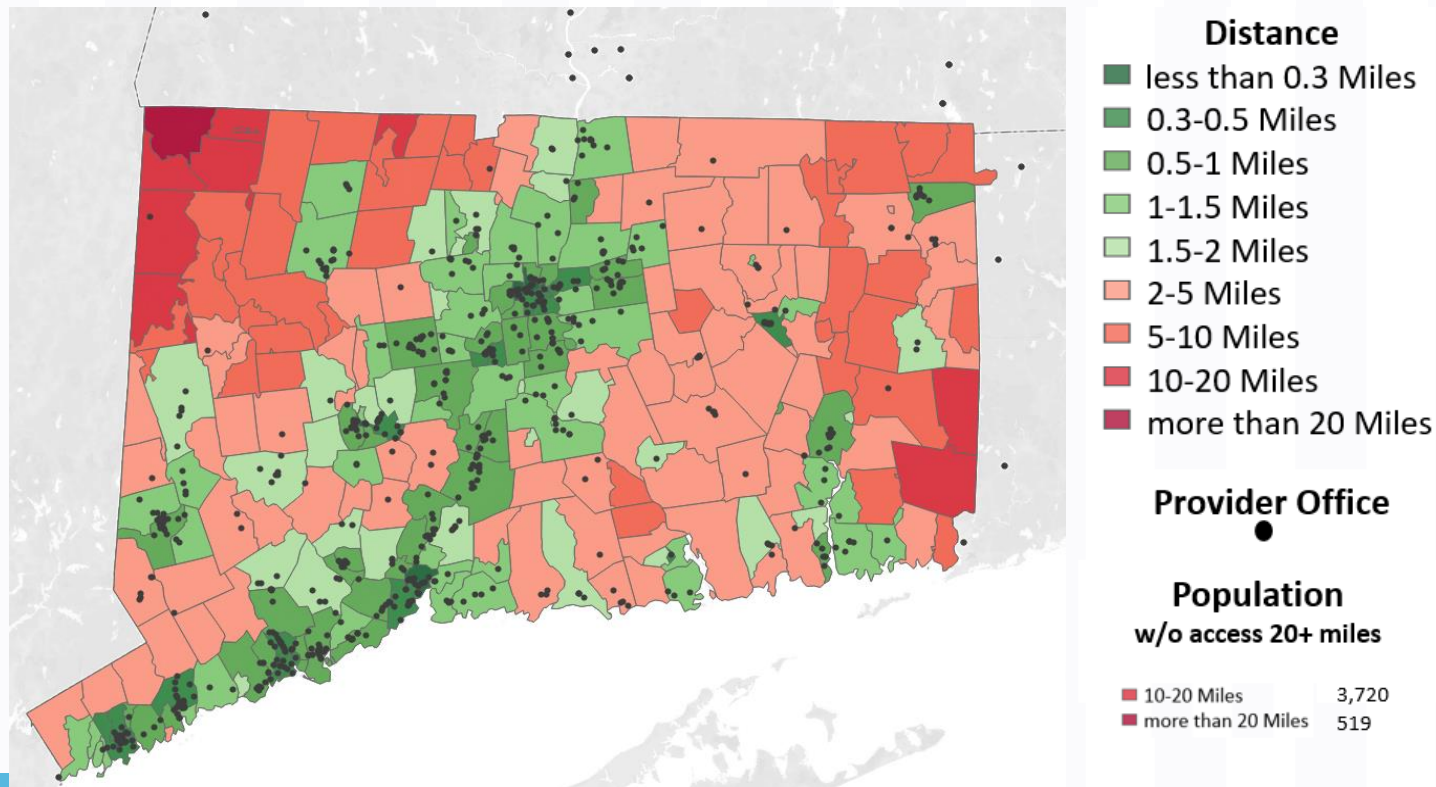 Distance
less than 0.3 Miles
0.3-0.5 Miles
0.5-1 Miles
1-1.5 Miles
1.5-2 Miles
2-5 Miles
5-10 Miles
10-20 Miles
more than 20 Miles
Provider Office
Population
w/o access 20+ miles
10-20 Miles 3,720
more than 20 Miles 519